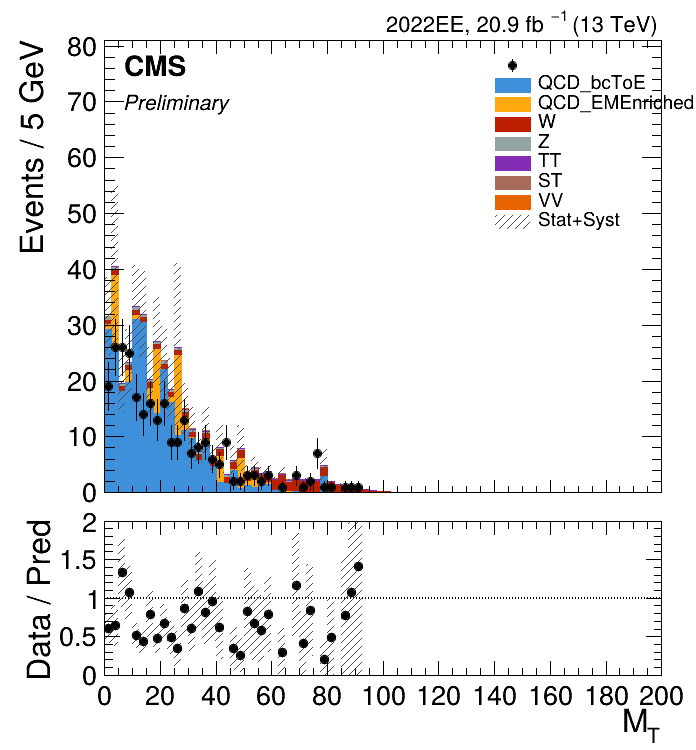 2022EE, 20.9 fb⁻¹ (13 TeV)
CMS
Preliminary
QCD_bcToE
QCD_EMEnriched
W
Z
TT
ST
VV
Stat+Syst
Events / 5 GeV
80
70
60
50
40
30
20
10
0
Data / Pred
2
1.5
1
0.5
0
0 20 40 60 80 100 120 140 160 180 200
M_T